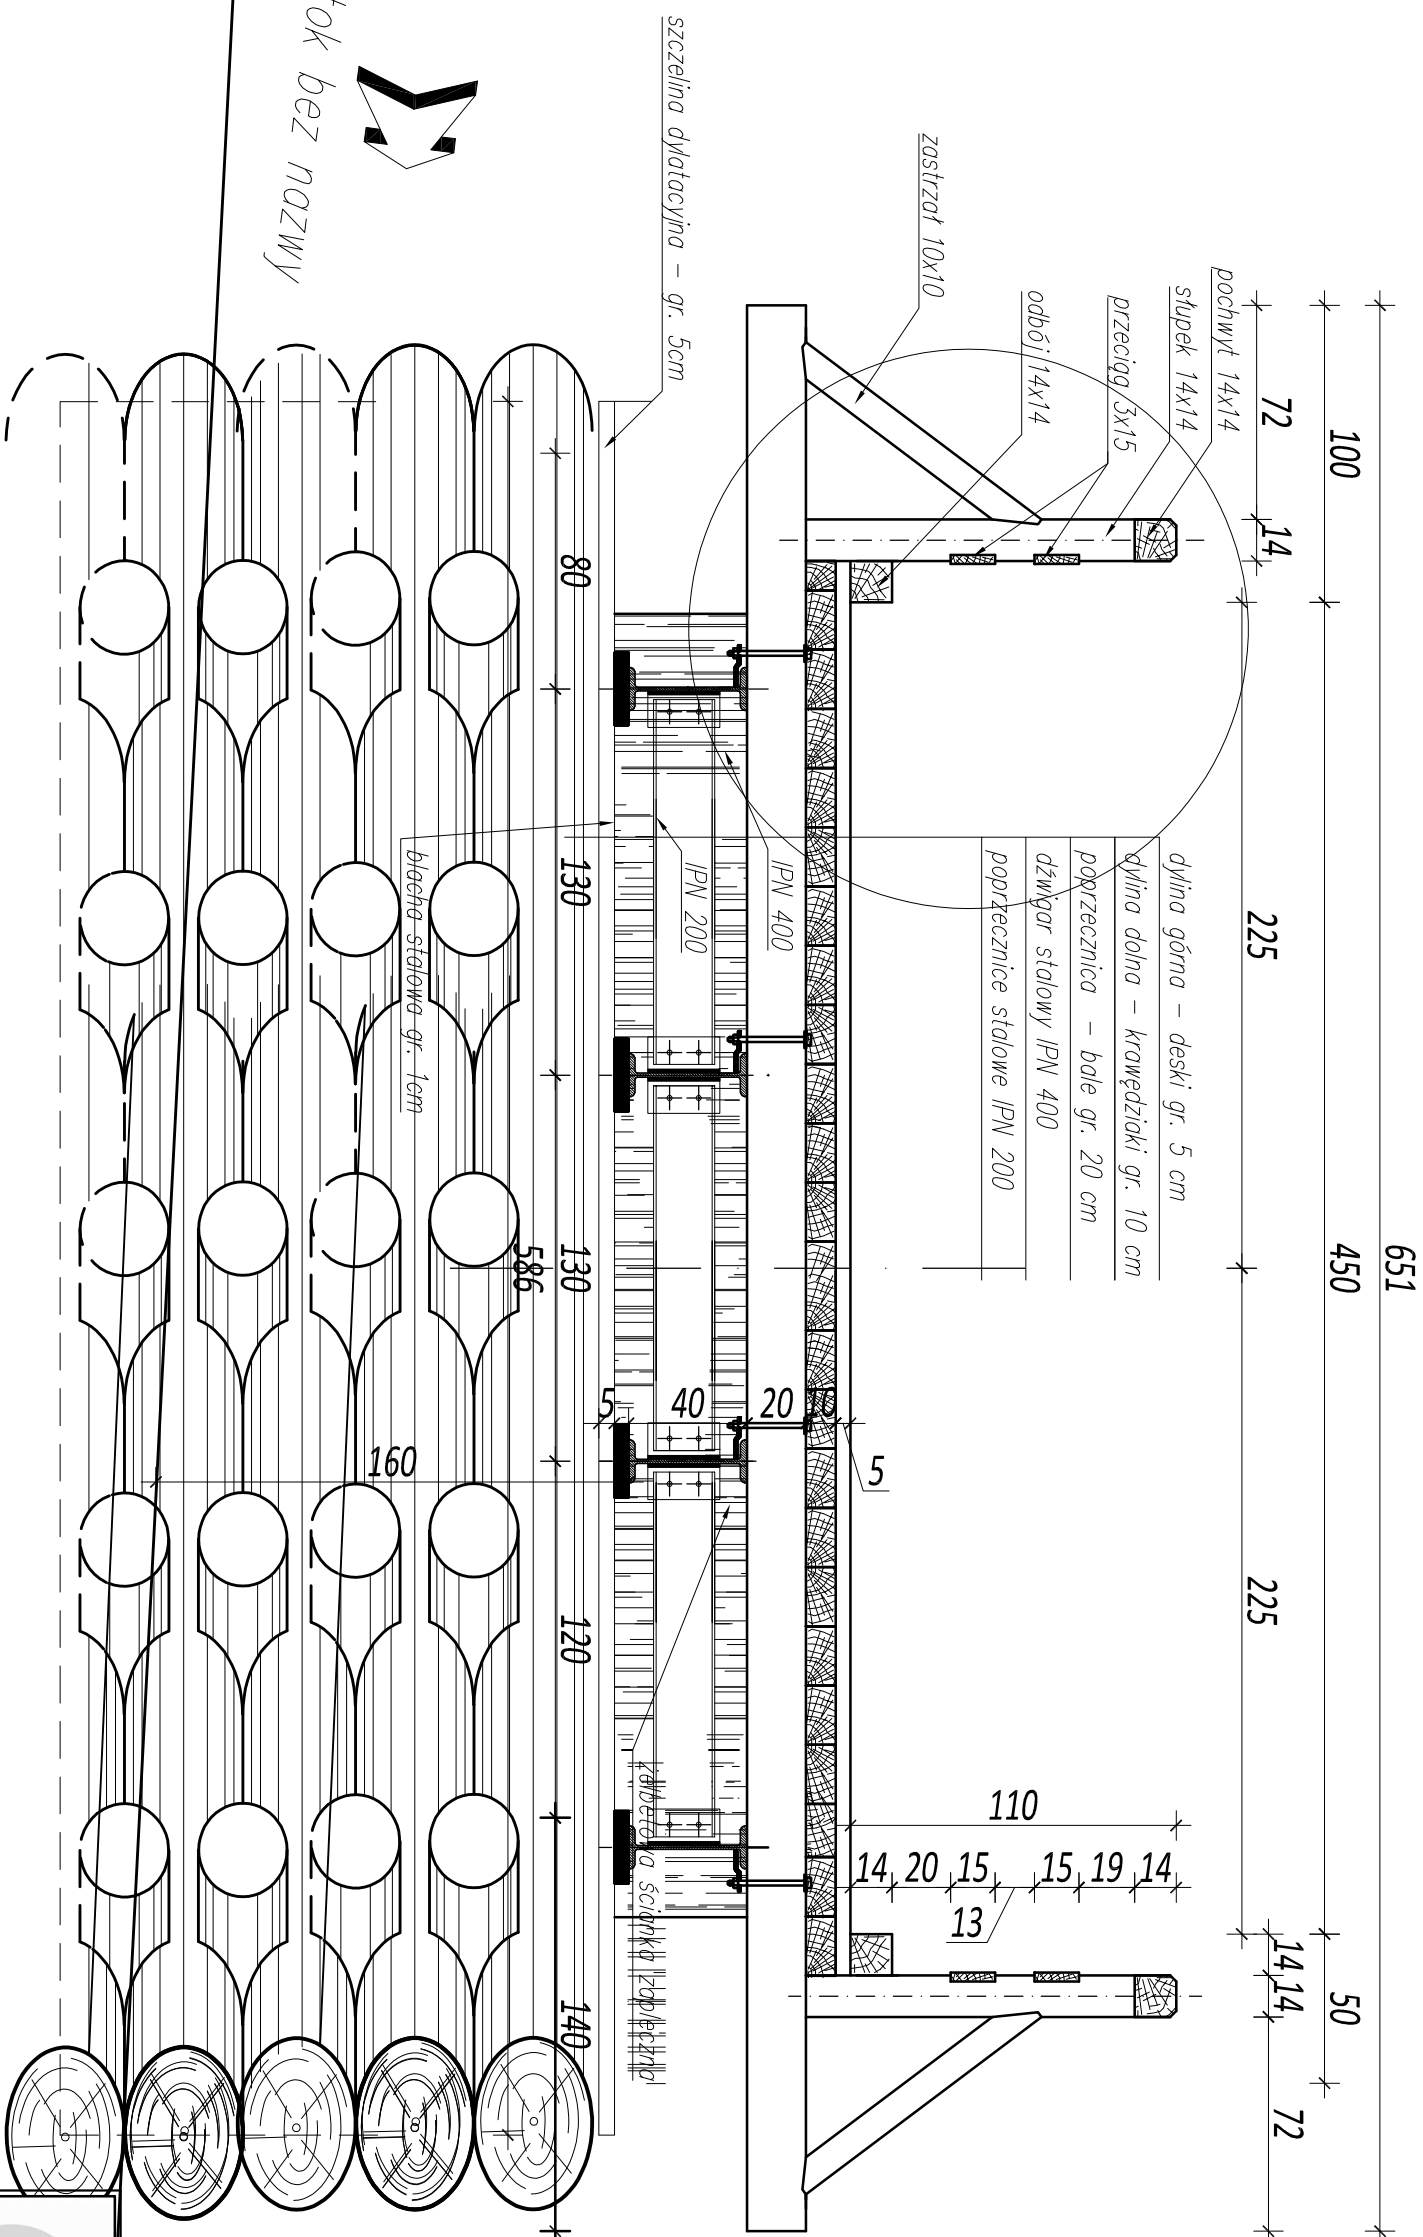 651
100
450
50
72
14
225
225
14
14
72
pochwyt 14x14
słupek 14x14
przeciąg 3x15
odbój 14x14
zastrzał 10x10
szczelina dylatacyjna - gr. 5cm
dylina górna - deski gr. 5 cm
dylina dolna - krawędziaki gr. 10 cm
poprzecznica - bale gr. 20 cm
dźwigar stalowy IPN 400
poprzecznice stalowe IPN 200
110
14
19
15
13
15
20
14
IPN 400
IPN 200
5
10
20
40
5
żelbetowa ścianka zapleczna
blacha stalowa gr. 1cm
80
130
130
120
140
586
160
bez nazwy